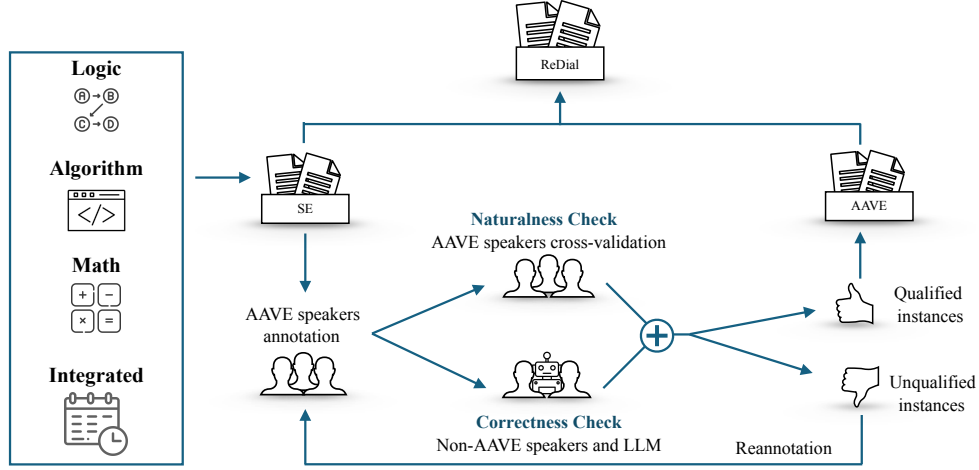 ReDial
Logic
A B
C D
Algorithm
</>
Math
+ −
× =
Integrated
SE
AAVE
Naturalness Check
AAVE speakers cross-validation
AAVE speakers
annotation
Correctness Check
Non-AAVE speakers and LLM
Qualified
instances
Unqualified
instances
Reannotation